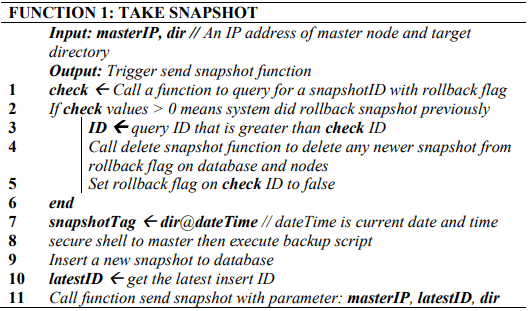 FUNCTION 1: TAKE SNAPSHOT
Input: masterIP, dir // An IP address of master node and target
directory
Output: Trigger send snapshot function
1 check ← Call a function to query for a snapshotID with rollback flag
2 If check values > 0 means system did rollback snapshot previously
3 ID ← query ID that is greater than check ID
4 Call delete snapshot function to delete any newer snapshot from
rollback flag on database and nodes
5 Set rollback flag on check ID to false
6 end
7 snapshotTag ← dir@dateTime // dateTime is current date and time
8 secure shell to master then execute backup script
9 Insert a new snapshot to database
10 latestID ← get the latest insert ID
11 Call function send snapshot with parameter: masterIP, latestID, dir